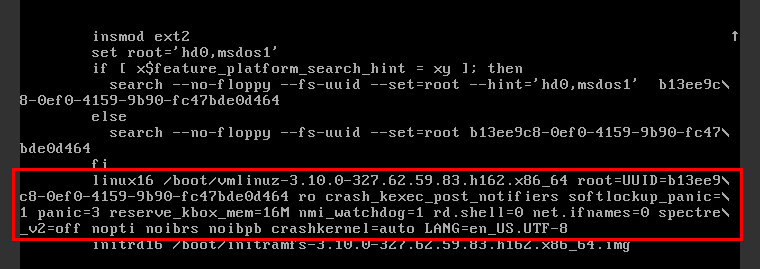 insmod ext2
set root='hd0,msdos1'
if [ x$feature_platform_search_hint = xy ]; then
search --no-floppy --fs-uuid --set=root --hint='hd0,msdos1'  b13ee9c\
8-0ef0-4159-9b90-fc47bde0d464
else
search --no-floppy --fs-uuid --set=root b13ee9c8-0ef0-4159-9b90-fc47\
bde0d464
fi
linux16 /boot/vmlinuz-3.10.0-327.62.59.83.h162.x86_64 root=UUID=b13ee9\
c8-0ef0-4159-9b90-fc47bde0d464 ro crash_kexec_post_notifiers softlockup_panic=\
1 panic=3 reserve_kbox_mem=16M nmi_watchdog=1 rd.shell=0 net.ifnames=0 spectre\
_v2=off nopti noibrs noibpb crashkernel=auto LANG=en_US.UTF-8
initrd16 /boot/initramfs-3.10.0-327.62.59.83.h162.x86_64.img